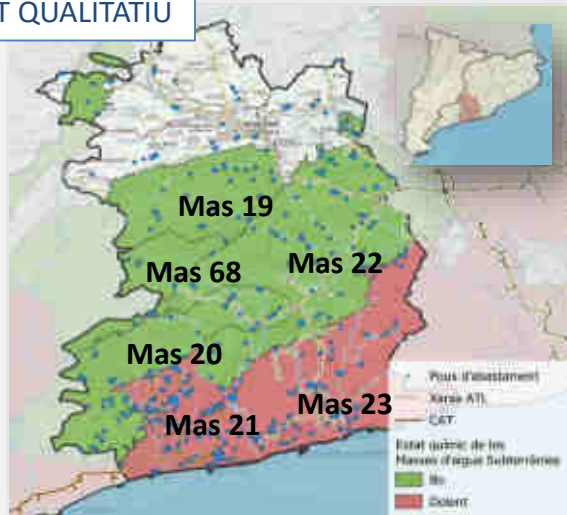 T QUALITATIU
Mas 19
Mas 68
Mas 22
Mas 20
Mas 21
Mas 23
Pous d'abastament
Xarxa ATL
CAT
Estat químic de les
Masses d'aigua Subterrànies
Bo
Dolent